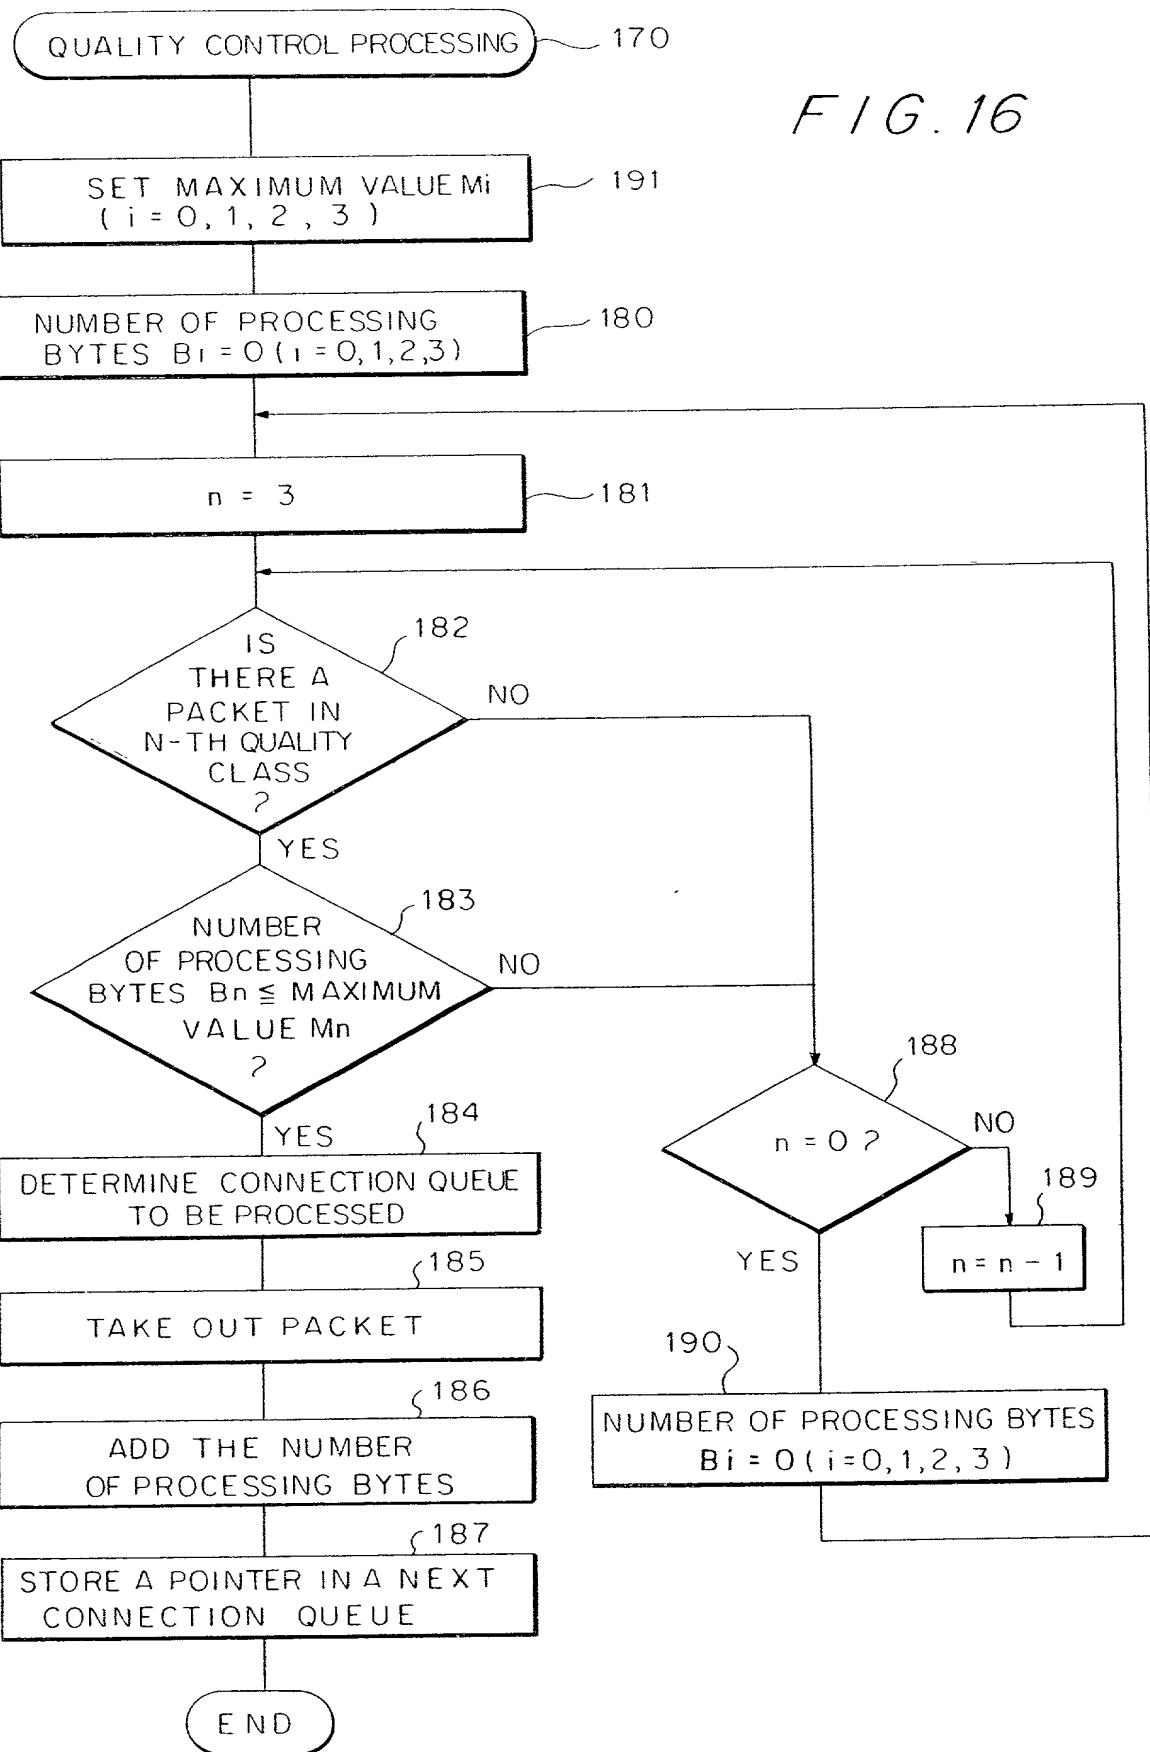 QUALITY CONTROL PROCESSING
170
FIG. 16
SET MAXIMUM VALUE Mi
( i = 0, 1, 2, 3 )
191
NUMBER OF PROCESSING
BYTES Bi = 0 ( i = 0,1,2,3)
180
n = 3
181
IS
THERE A
PACKET IN
N-TH QUALITY
CLASS
?
182
NO
YES
NUMBER
OF PROCESSING
BYTES Bn ≦ MAXIMUM
VALUE Mn
?
183
NO
YES
184
DETERMINE CONNECTION QUEUE
TO BE PROCESSED
185
TAKE OUT PACKET
186
ADD THE NUMBER
OF PROCESSING BYTES
187
STORE A POINTER IN A NEXT
CONNECTION QUEUE
END
n = 0 ?
188
NO
189
n = n - 1
YES
190
NUMBER OF PROCESSING BYTES
Bi = 0 ( i=0,1,2,3 )